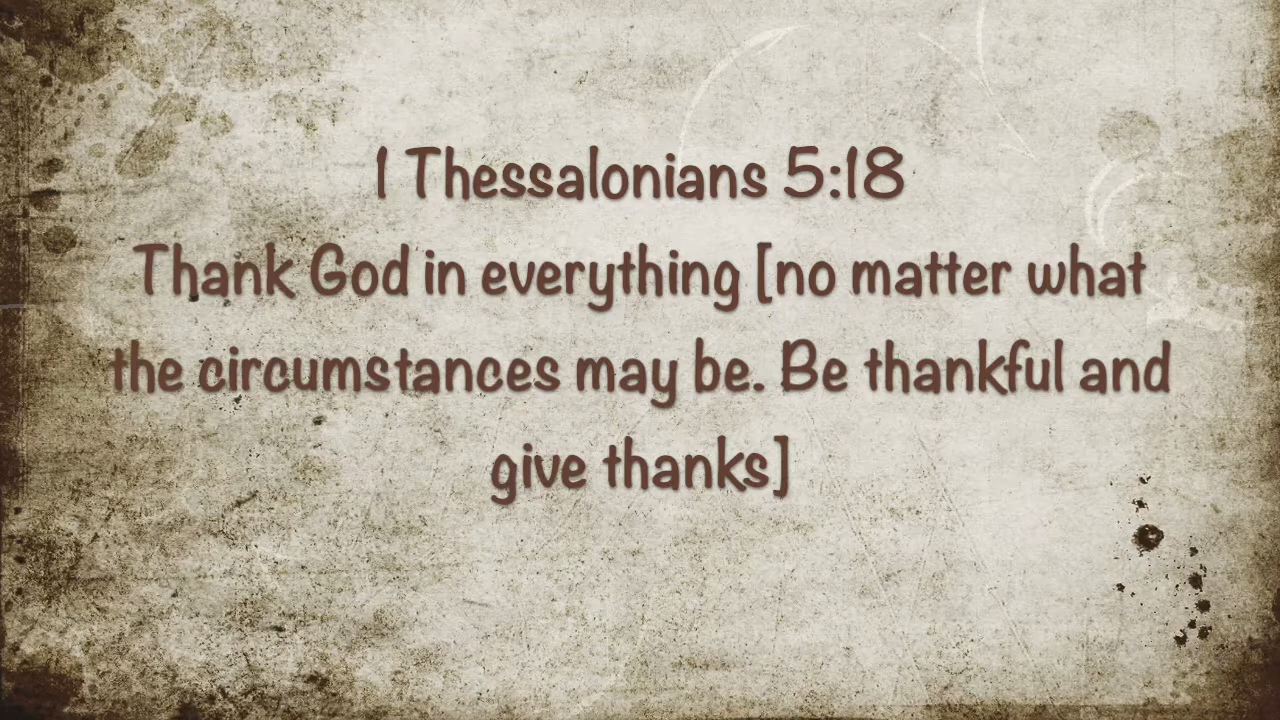 1 Thessalonians 5:18
Thank God in everything [no matter what
the circumstances may be. Be thankful and
give thanks]